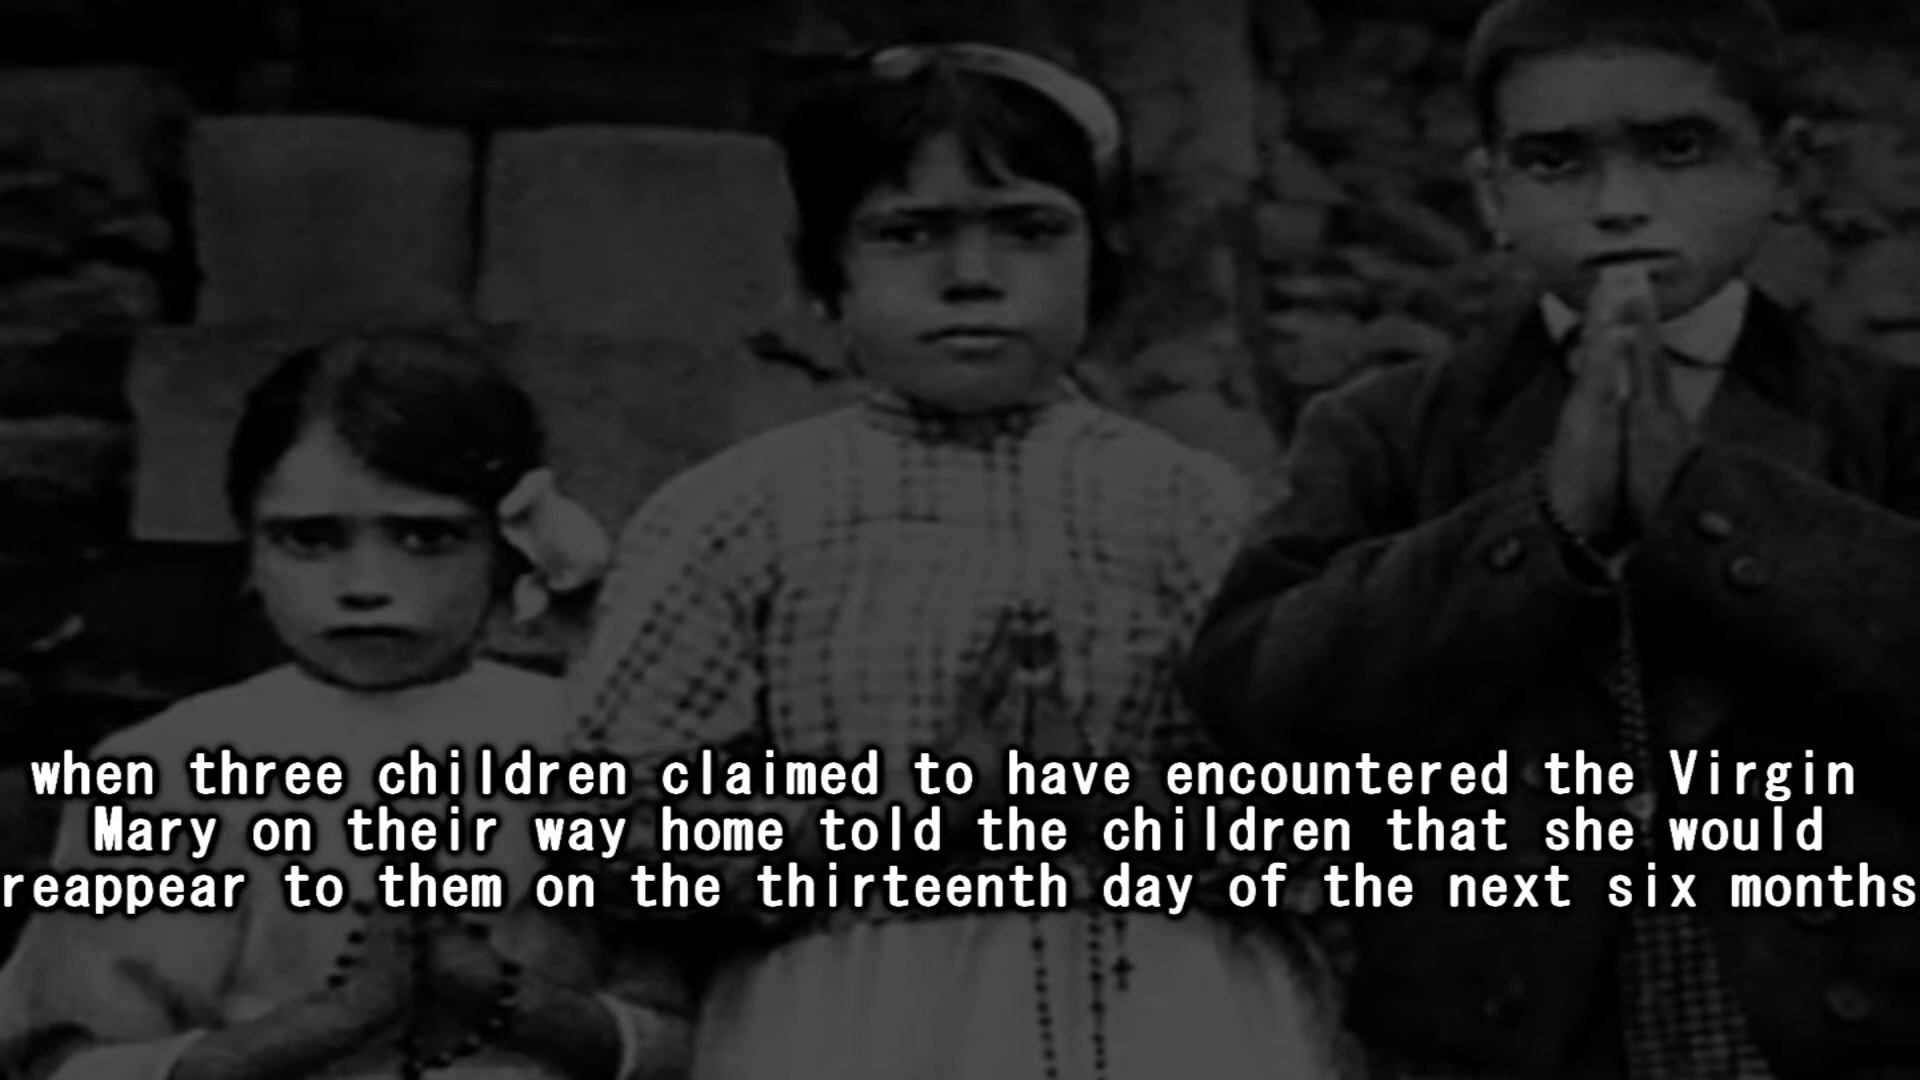 when three children claimed to have encountered the Virgin
Mary on their way home told the children that she would
reappear to them on the thirteenth day of the next six months